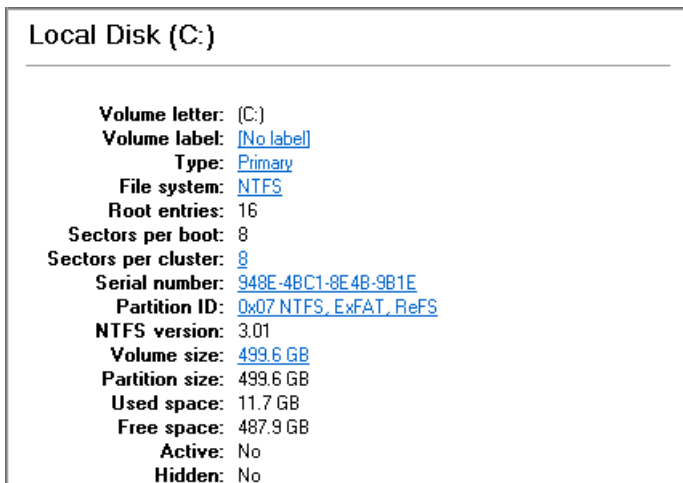 Local Disk (C:)
Volume letter: (C:)
Volume label: [No label]
Type: Primary
File system: NTFS
Root entries: 16
Sectors per boot: 8
Sectors per cluster: 8
Serial number: 948E-4BC1-8E4B-9B1E
Partition ID: 0x07 NTFS, ExFAT, ReFS
NTFS version: 3.01
Volume size: 499.6 GB
Partition size: 499.6 GB
Used space: 11.7 GB
Free space: 487.9 GB
Active: No
Hidden: No